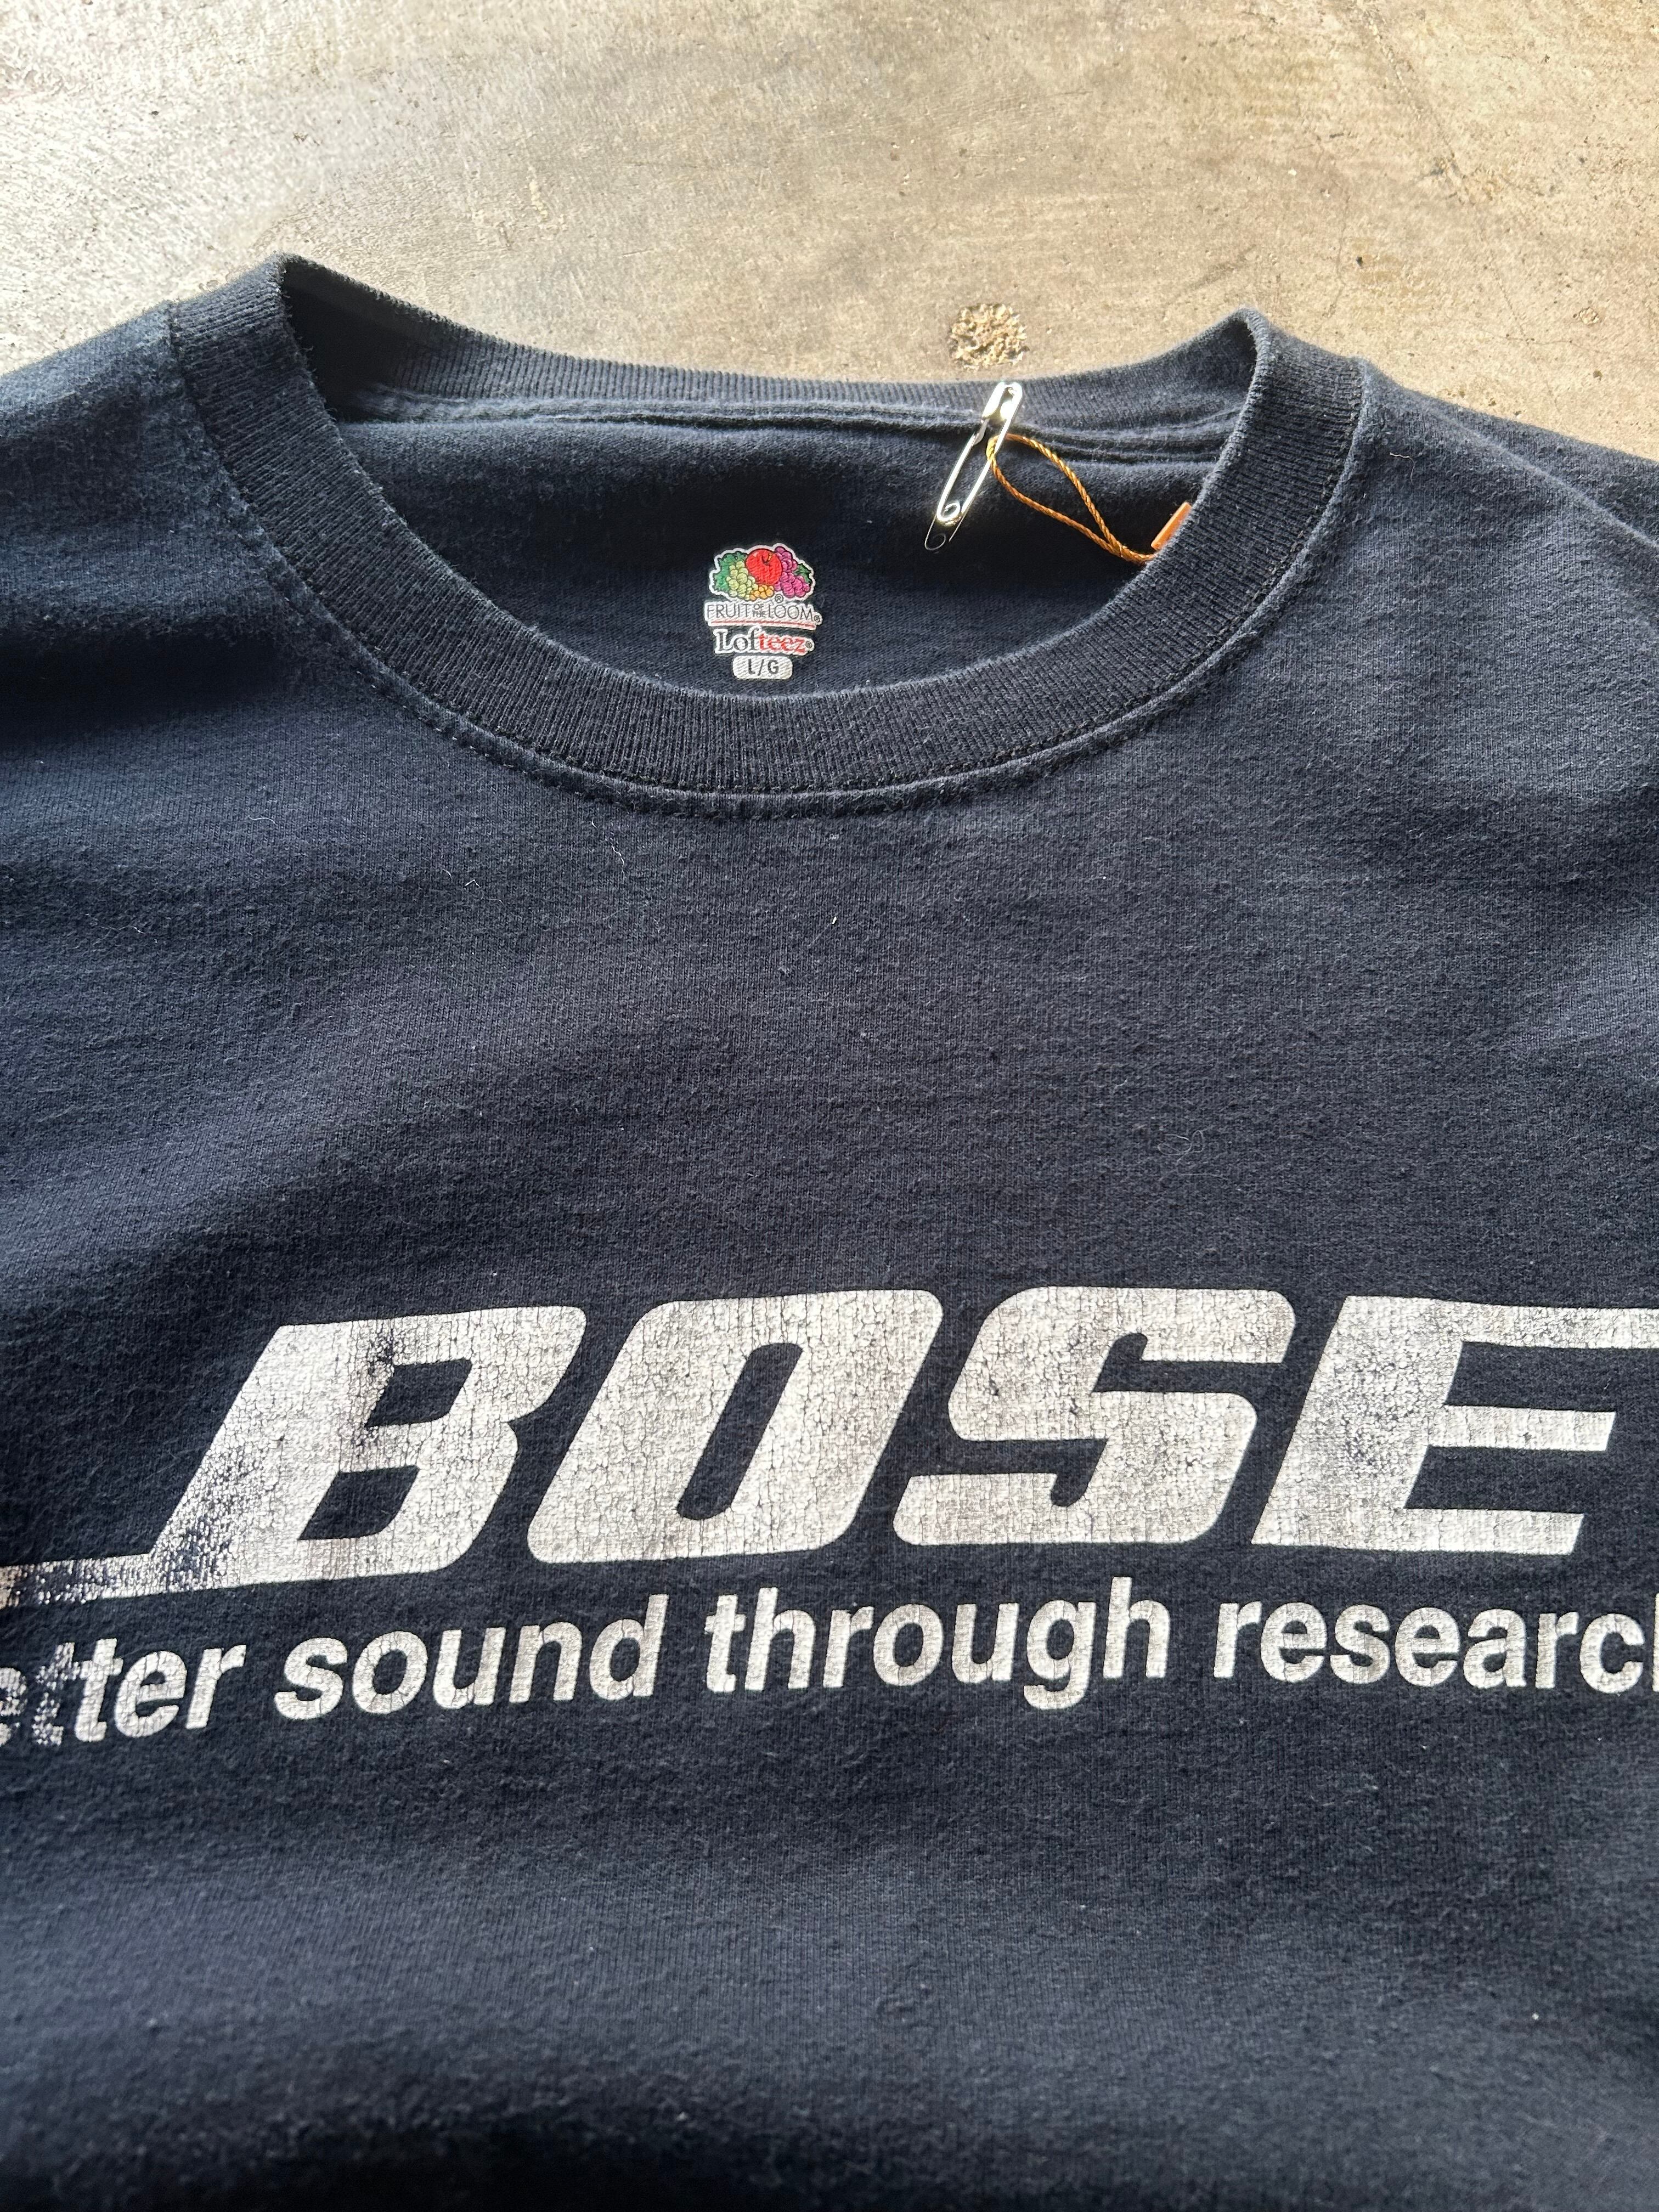 FRUIT OF THE LOOM®
Lofteez®
L/G
BOSE
etter sound through researc